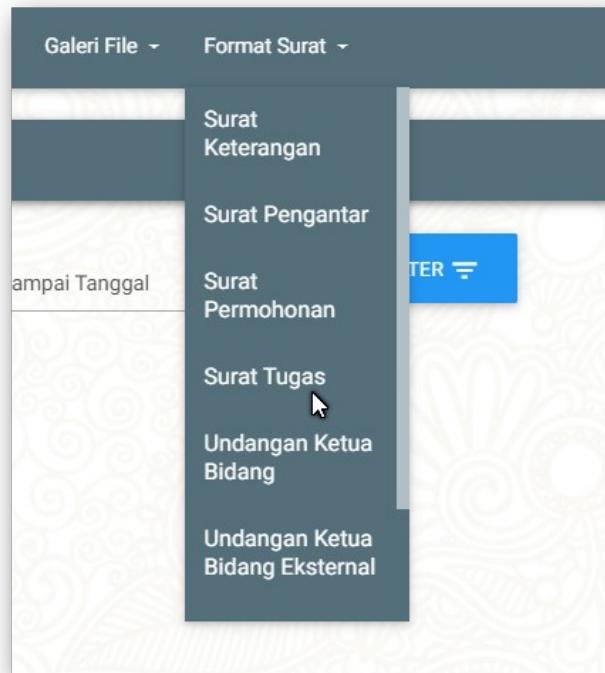 Galeri File
Format Surat
Surat
Keterangan
Surat Pengantar
ampai Tanggal
TER
Surat
Permohonan
Surat Tugas
Undangan Ketua
Bidang
Undangan Ketua
Bidang Eksternal